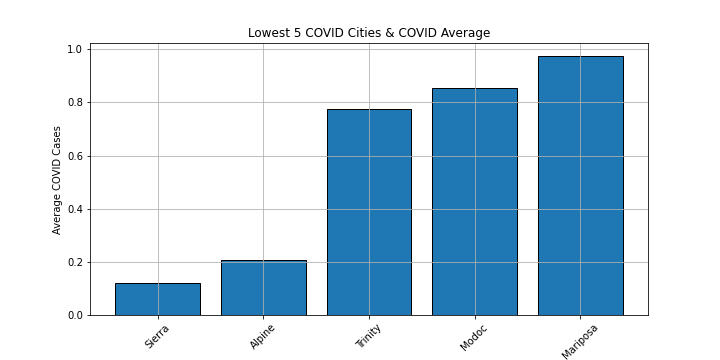 Lowest 5 COVID Cities & COVID Average
Average COVID Cases
1.0
0.8
0.6
0.4
0.2
0.0
Sierra
Alpine
Trinity
Modoc
Mariposa